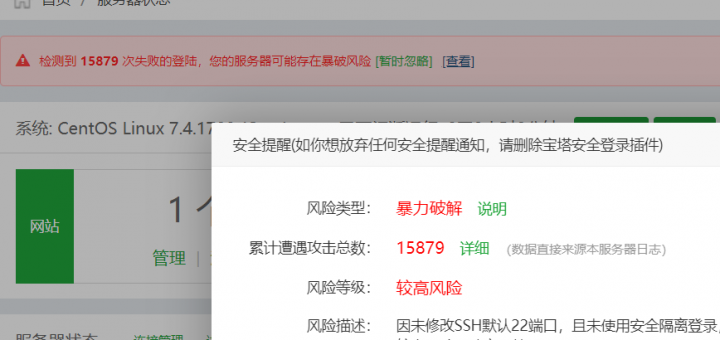 首页 / 服务器状态
检测到 15879 次失败的登陆，您的服务器可能存在暴破风险 [暂时忽略] [查看]
系统: CentOS Linux 7.4.17
安全提醒(如你想放弃任何安全提醒通知，请删除宝塔安全登录插件)
网站
1 个
管理
风险类型： 暴力破解 说明
累计遭遇攻击总数： 15879 详细 (数据直接来源本服务器日志)
风险等级： 较高风险
服务器状态
风险描述： 因未修改SSH默认22端口，且未使用安全隔离登录，